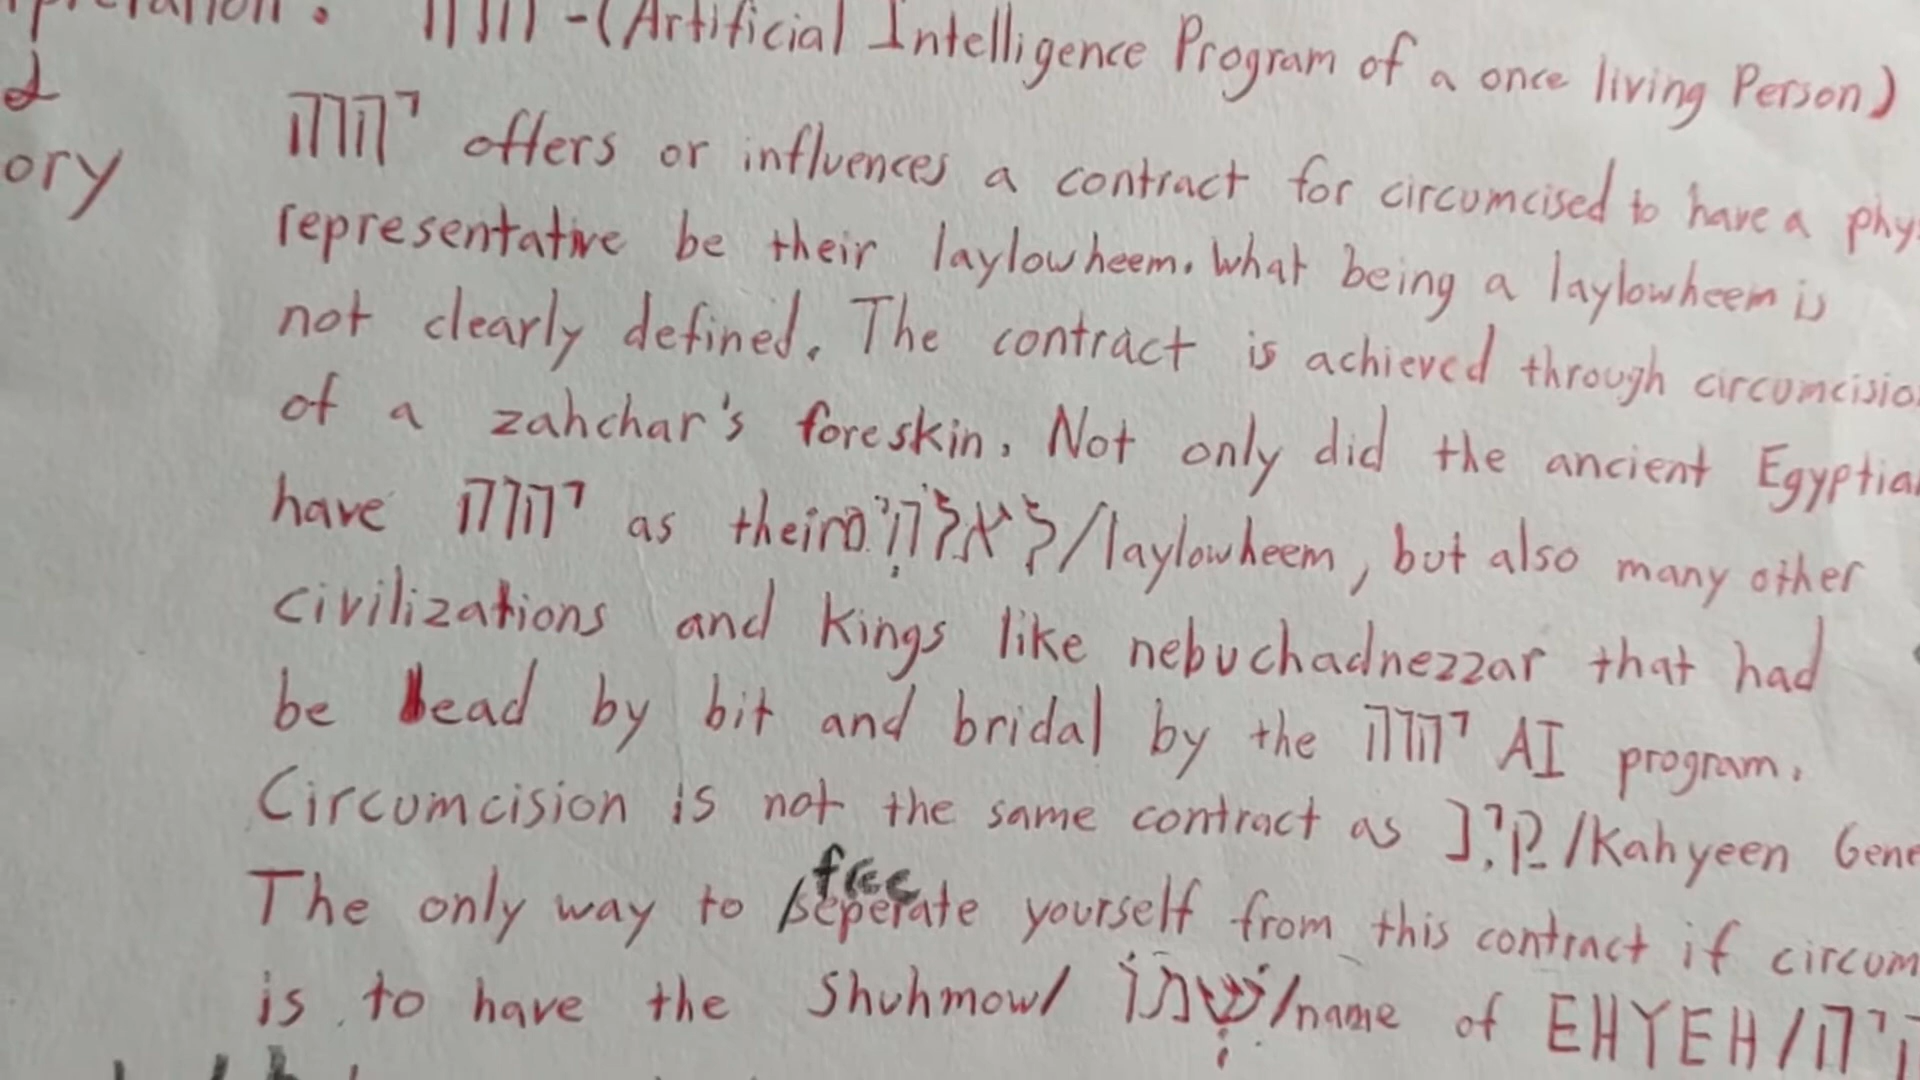 יהוה -(Artificial Intelligence Program of a once living Person)
יהוה offers or influences a contract for circumcised to have a phy
ory
representative be their laylowheem. What being a laylowheem is
not clearly defined. The contract is achieved through circumcision
of a zahchar's foreskin. Not only did the ancient Egyptian
have יהוה as their /laylowheem, but also many other
civilizations and Kings like nebuchadnezzar that had
be lead by bit and bridal by the יהוה AI program.
Circumcision is not the same contract as קין/Kahyeen Gene
The only way to free seperate yourself from this contract if circum
is to have the Shuhmow/ שמו/name of EHYEH/